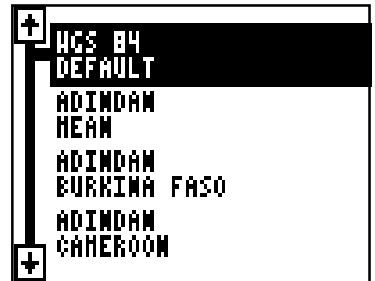 WGS 84
DEFAULT
ADINDAN
MEAN
ADINDAN
BURKINA FASO
ADINDAN
CAMEROON